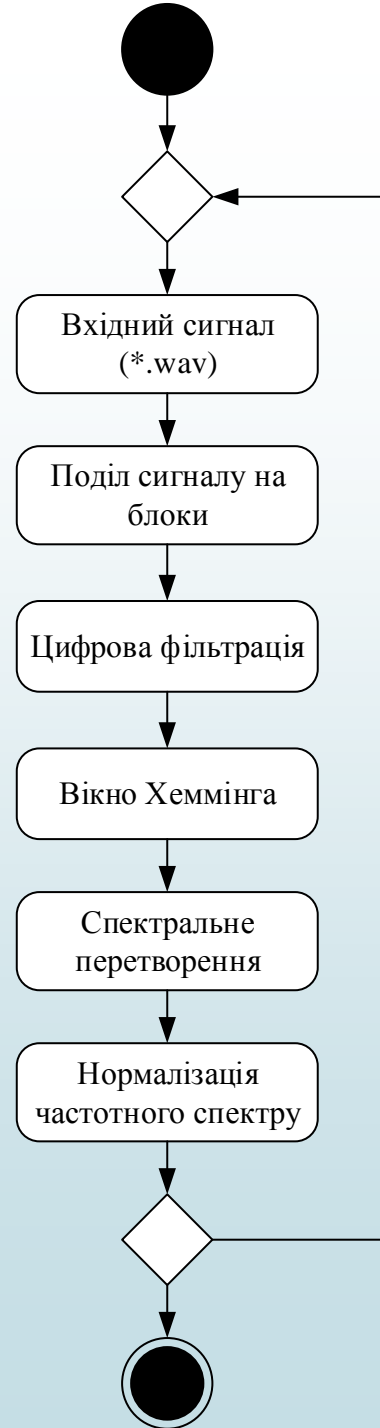 Вхідний сигнал
(*.wav)
Поділ сигналу на
блоки
Цифрова фільтрація
Вікно Хеммінга
Спектральне
перетворення
Нормалізація
частотного спектру